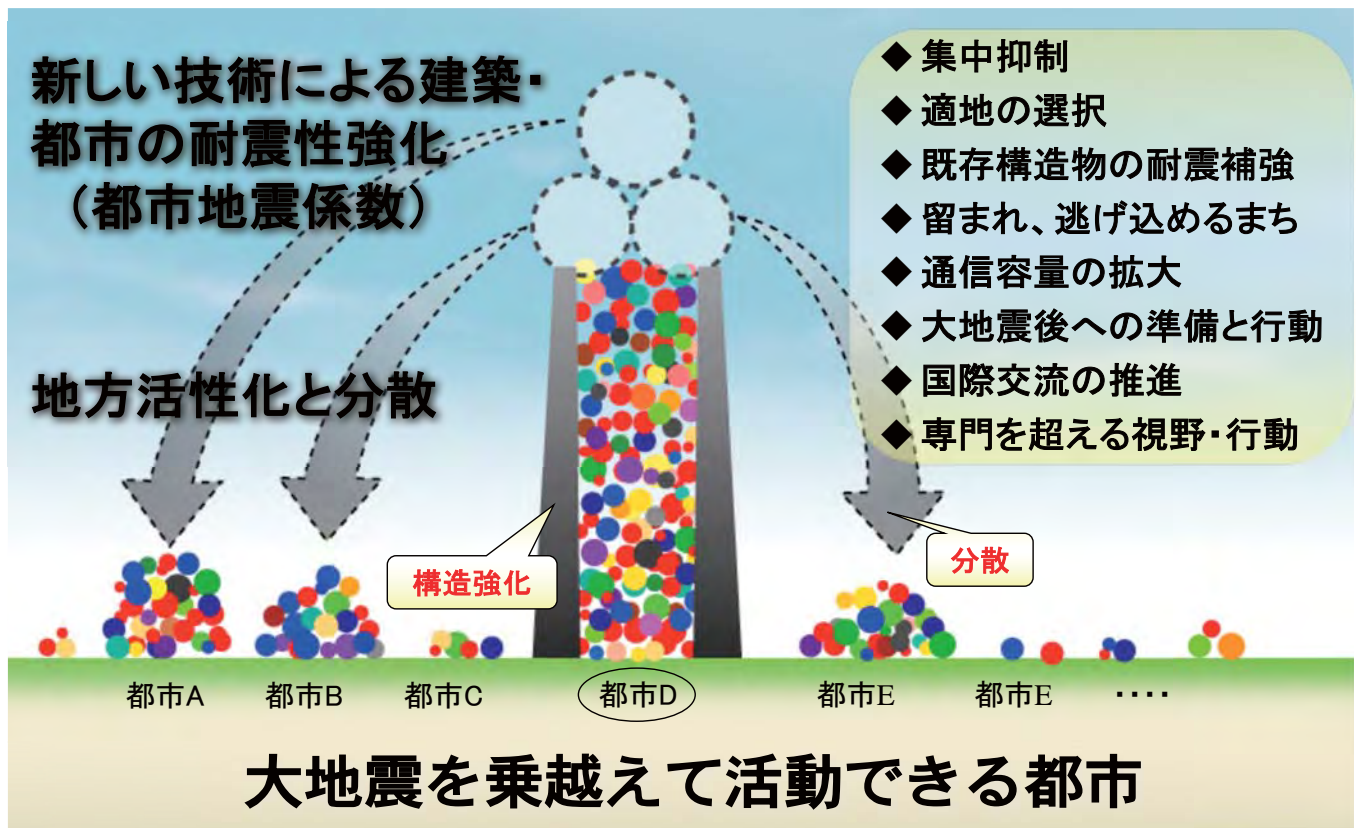 新しい技術による建築・
都市の耐震性強化
（都市地震係数）
地方活性化と分散
◆ 集中抑制
◆ 適地の選択
◆ 既存構造物の耐震補強
◆ 留まれ、逃げ込めるまち
◆ 通信容量の拡大
◆ 大地震後への準備と行動
◆ 国際交流の推進
◆ 専門を超える視野・行動
構造強化
分散
都市A 都市B 都市C 都市D 都市E 都市E ････
大地震を乗越えて活動できる都市